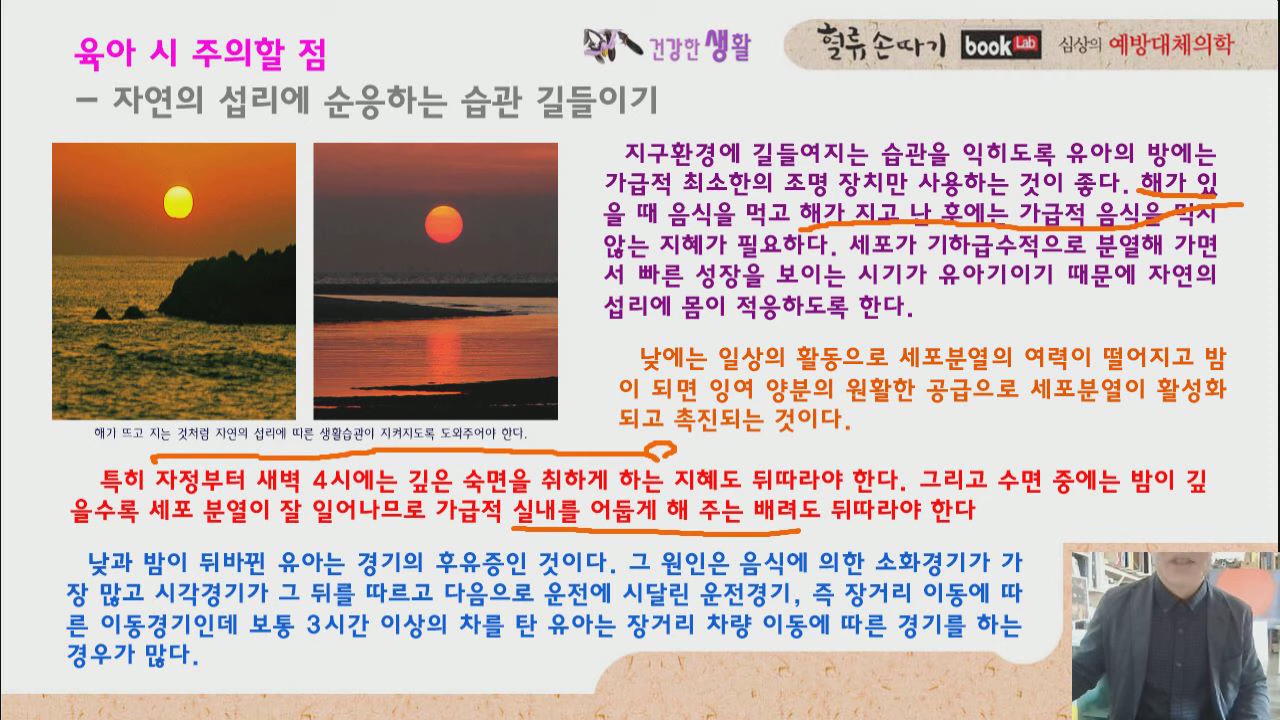 육아 시 주의할 점
건강한 생활
혈류 손따기 book Lab 심상의 예방대체의학
– 자연의 섭리에 순응하는 습관 길들이기
지구환경에 길들여지는 습관을 익히도록 유아의 방에는
가급적 최소한의 조명 장치만 사용하는 것이 좋다. 해가 있
을 때 음식을 먹고 해가 지고 난 후에는 가급적 음식을 먹지
않는 지혜가 필요하다. 세포가 기하급수적으로 분열해 가면
서 빠른 성장을 보이는 시기가 유아기이기 때문에 자연의
섭리에 몸이 적응하도록 한다.
낮에는 일상의 활동으로 세포분열의 여력이 떨어지고 밤
이 되면 잉여 양분의 원활한 공급으로 세포분열이 활성화
되고 촉진되는 것이다.
해가 뜨고 지는 것처럼 자연의 섭리에 따른 생활습관이 지켜지도록 도와주어야 한다.
특히 자정부터 새벽 4시에는 깊은 숙면을 취하게 하는 지혜도 뒤따라야 한다. 그리고 수면 중에는 밤이 깊
을수록 세포 분열이 잘 일어나므로 가급적 실내를 어둡게 해 주는 배려도 뒤따라야 한다
낮과 밤이 뒤바뀐 유아는 경기의 후유증인 것이다. 그 원인은 음식에 의한 소화경기가 가
장 많고 시각경기가 그 뒤를 따르고 다음으로 운전에 시달린 운전경기, 즉 장거리 이동에 따
른 이동경기인데 보통 3시간 이상의 차를 탄 유아는 장거리 차량 이동에 따른 경기를 하는
경우가 많다.